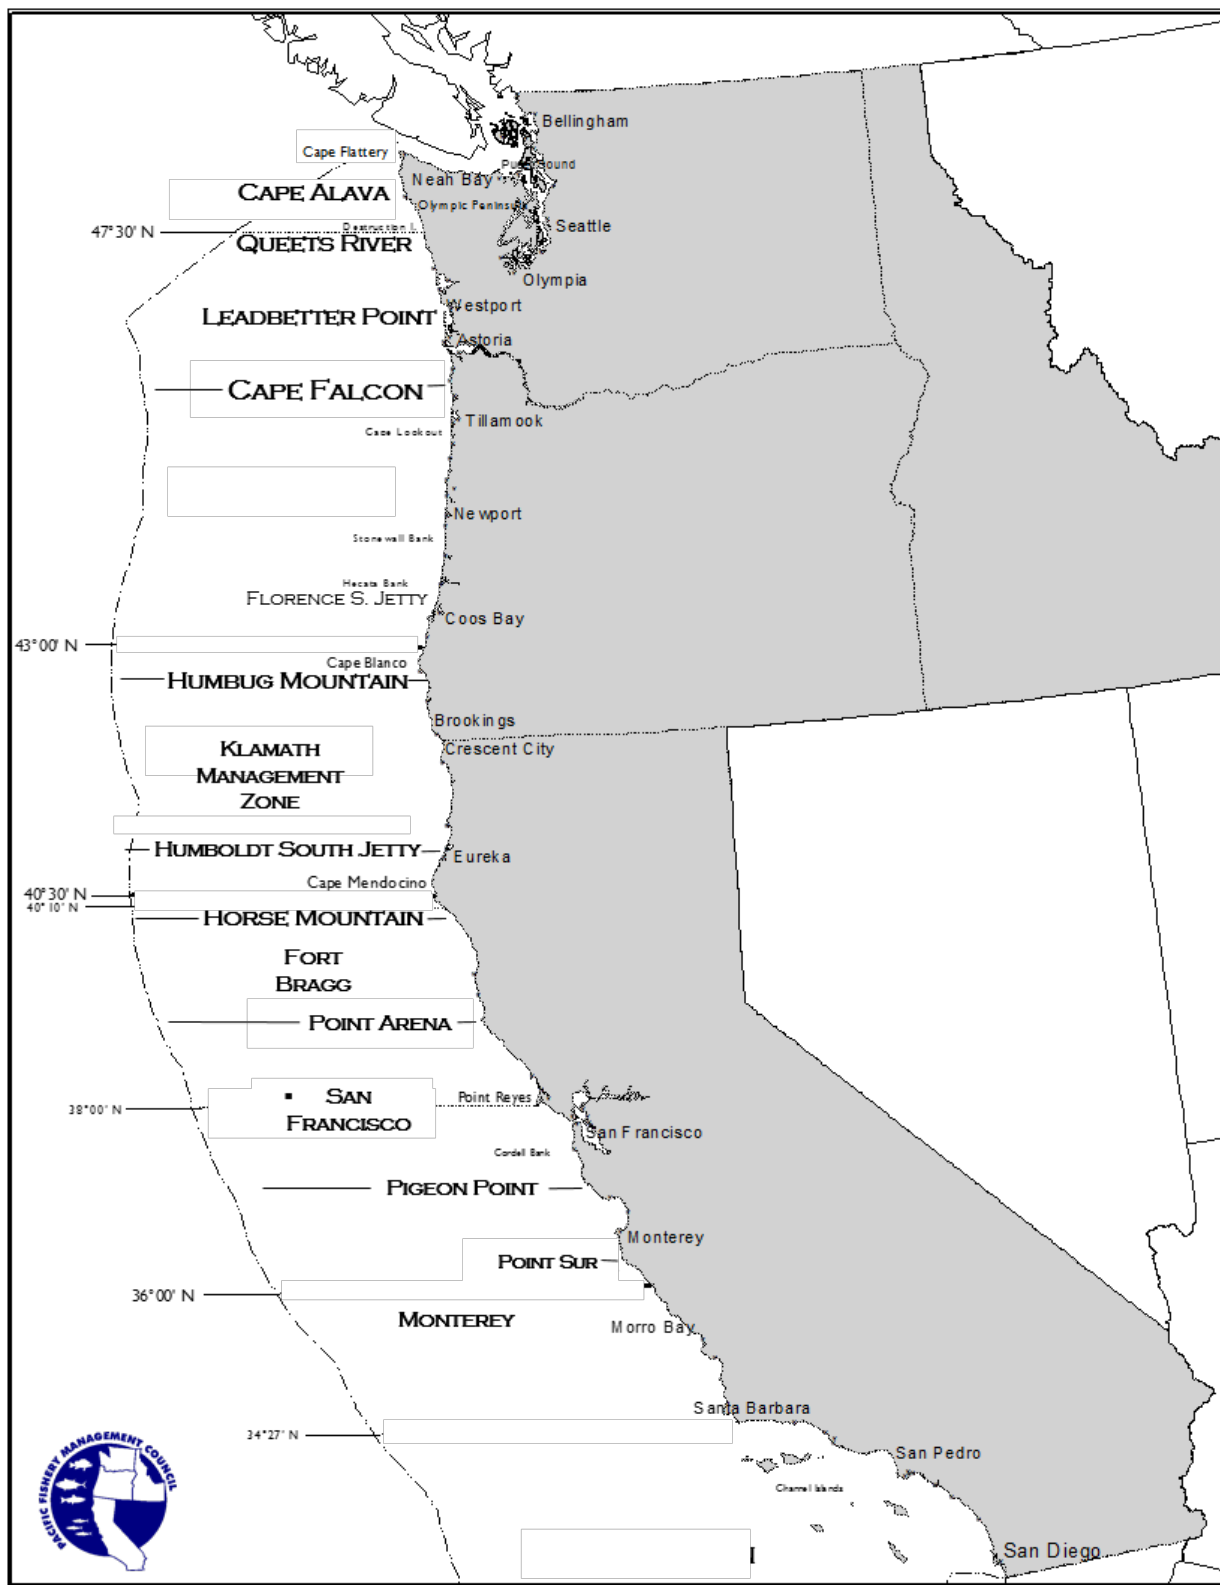 Bellingham
Cape Flattery
Puget Sound
Neah Bay
CAPE ALAVA
Olympic Peninsula
47°30' N
Destruction I.
Seattle
QUEETS RIVER
Olympia
Westport
LEADBETTER POINT
Astoria
CAPE FALCON
Tillamook
Cape Lookout
Newport
Stonewall Bank
Heceta Bank
FLORENCE S. JETTY
Coos Bay
43°00' N
Cape Blanco
HUMBUG MOUNTAIN
Brookings
Crescent City
KLAMATH
MANAGEMENT
ZONE
HUMBOLDT SOUTH JETTY
Eureka
Cape Mendocino
40°30' N
40°10' N
HORSE MOUNTAIN
FORT
BRAGG
POINT ARENA
SAN
FRANCISCO
Point Reyes
38°00' N
San Francisco
Cordell Bank
PIGEON POINT
Monterey
POINT SUR
36°00' N
MONTEREY
Morro Bay
Santa Barbara
34°27' N
San Pedro
Channel Islands
San Diego
PACIFIC FISHERY MANAGEMENT COUNCIL